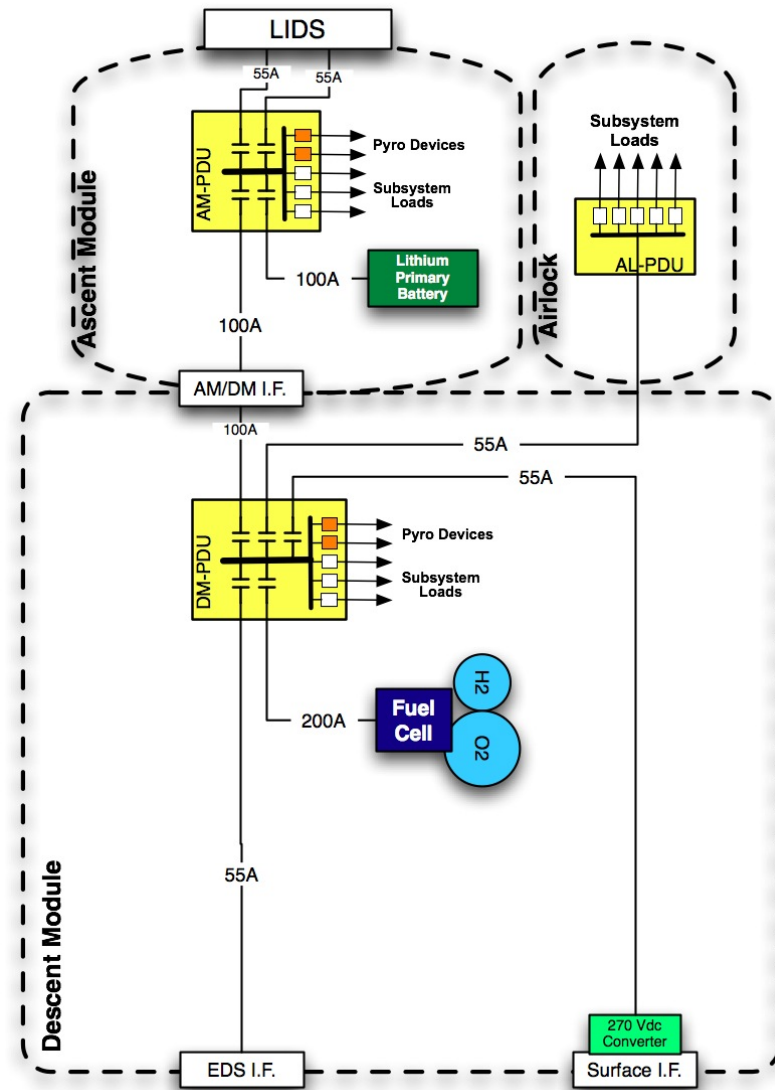 LIDS
55A
55A
Subsystem
Loads
Pyro Devices
AM-PDU
Subsystem
Loads
AL-PDU
Lithium
Primary
Battery
100A
Ascent Module
Airlock
100A
AM/DM I.F.
100A
55A
55A
Pyro Devices
DM-PDU
Subsystem
Loads
H2
Fuel
Cell
200A
O2
55A
Descent Module
270 Vdc
Converter
EDS I.F.
Surface I.F.